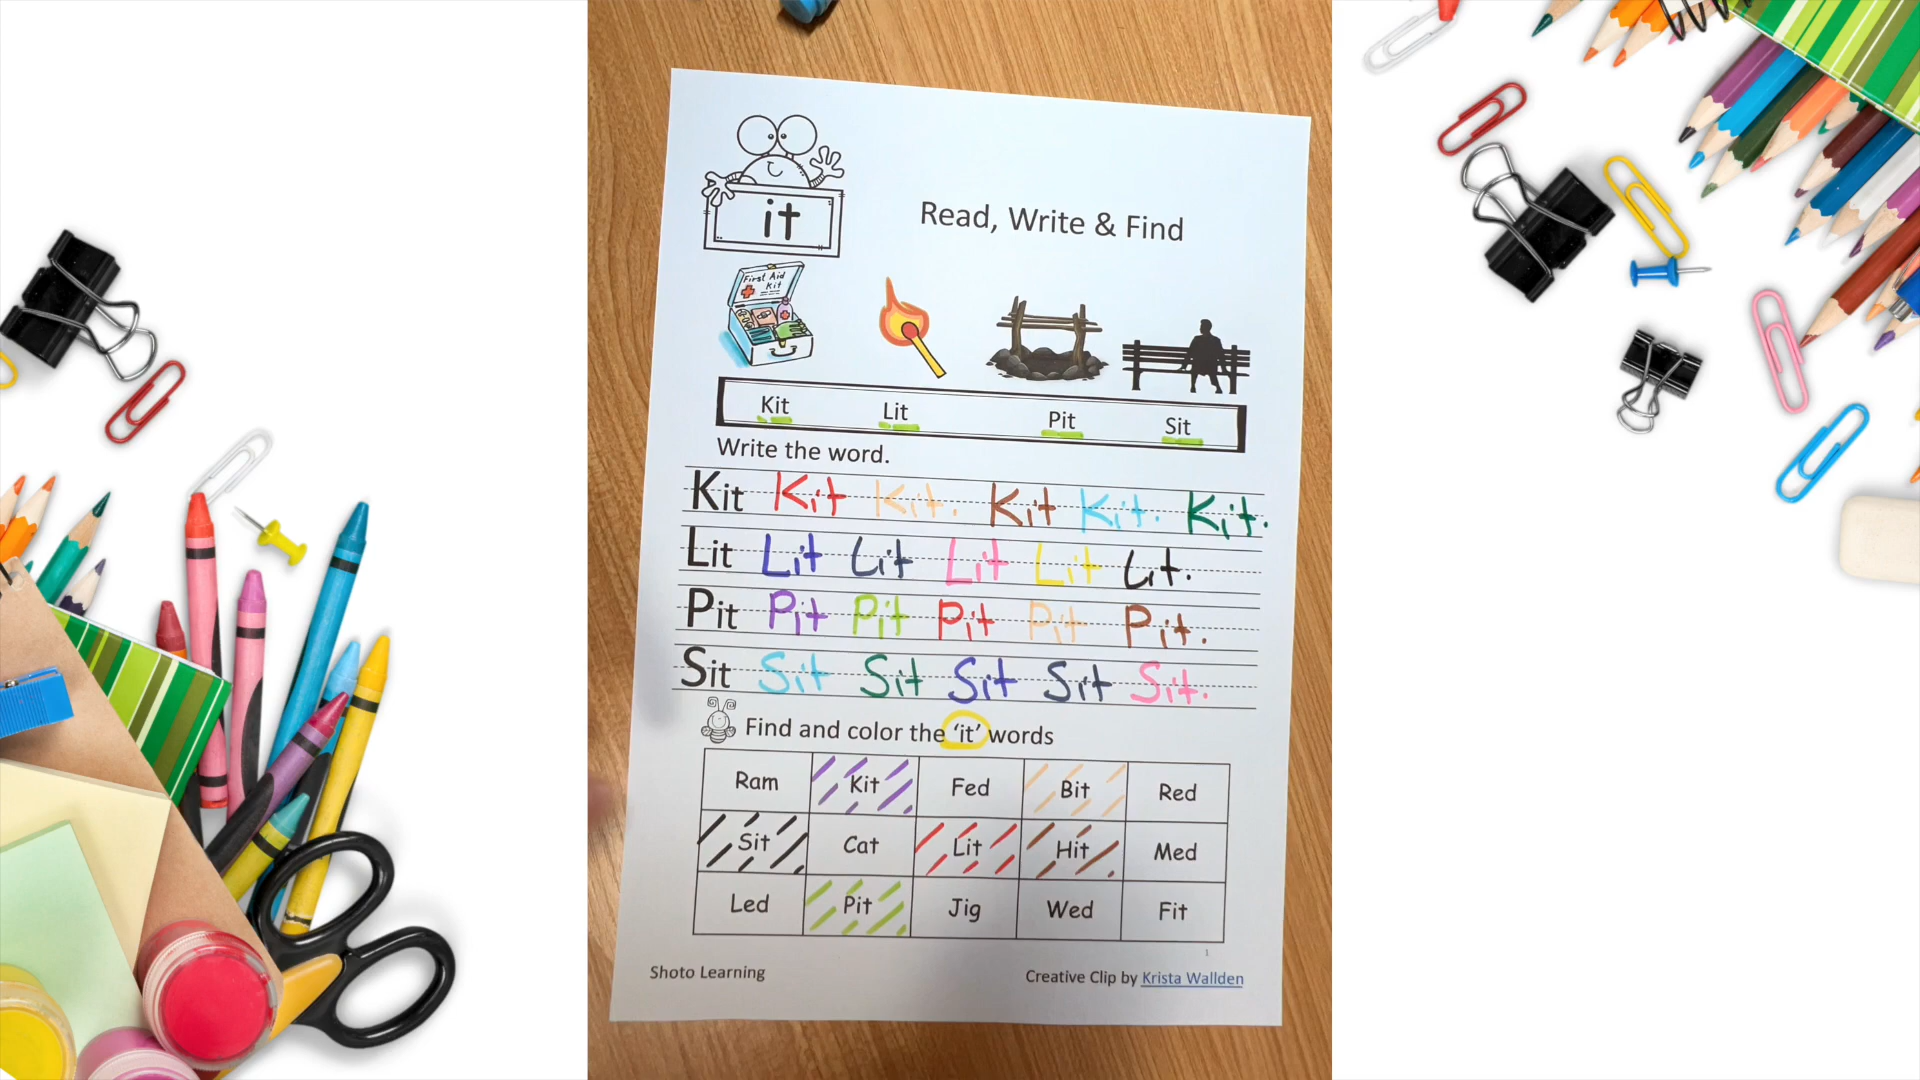 it
Read, Write & Find
First Aid
Kit
Kit Lit Pit Sit
Write the word.
Kit Kit Kit. Kit Kit. Kit.
Lit Lit Lit Lit Lit Lit.
Pit Pit Pit Pit Pit Pit.
Sit Sit Sit Sit Sit Sit.
Find and color the 'it' words
Ram Kit Fed Bit Red
Sit Cat Lit Hit Med
Led Pit Jig Wed Fit
1
Shoto Learning Creative Clip by Krista Wallden